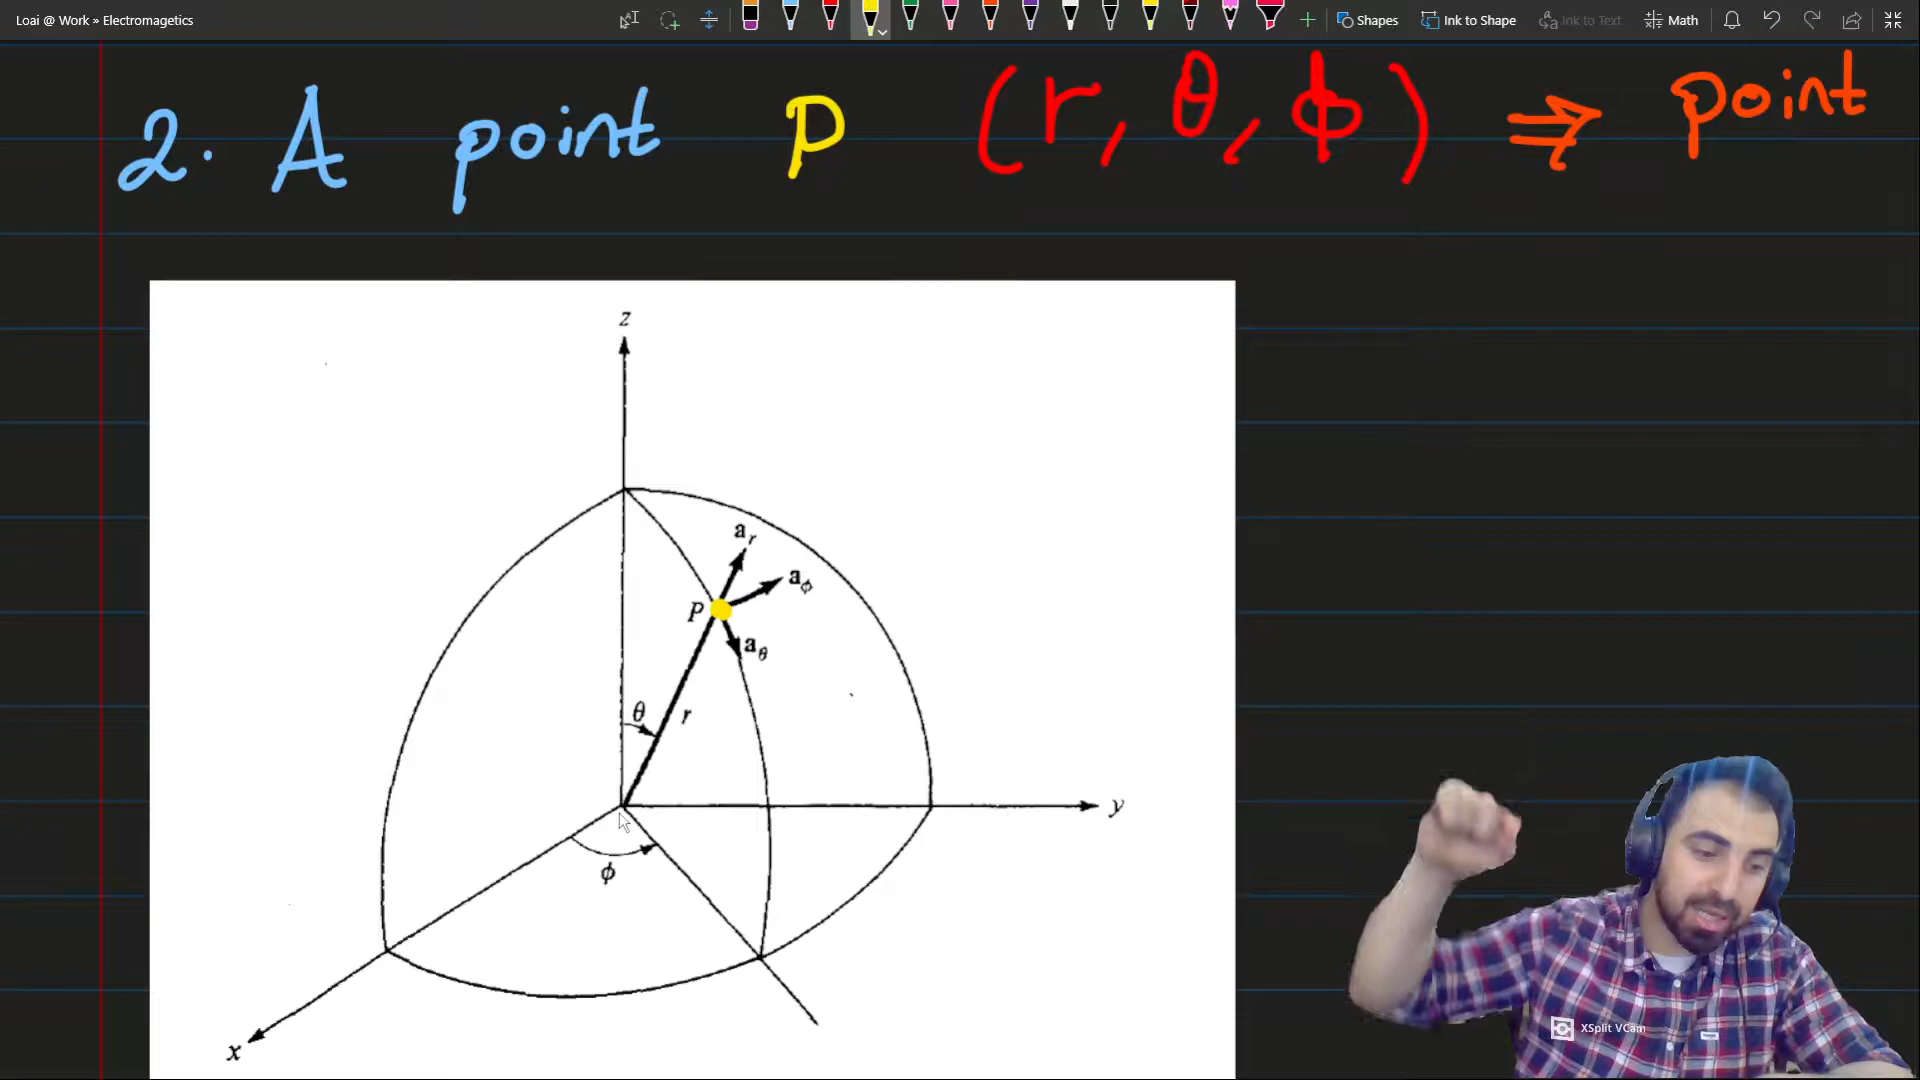 Loai @ Work » Electromagetics
Shapes
Ink to Shape
Ink to Text
Math
2. A point P (r, θ, ϕ) ⇒ point
z
a_r
a_ϕ
P
a_θ
θ
r
y
ϕ
x
XSplit VCam